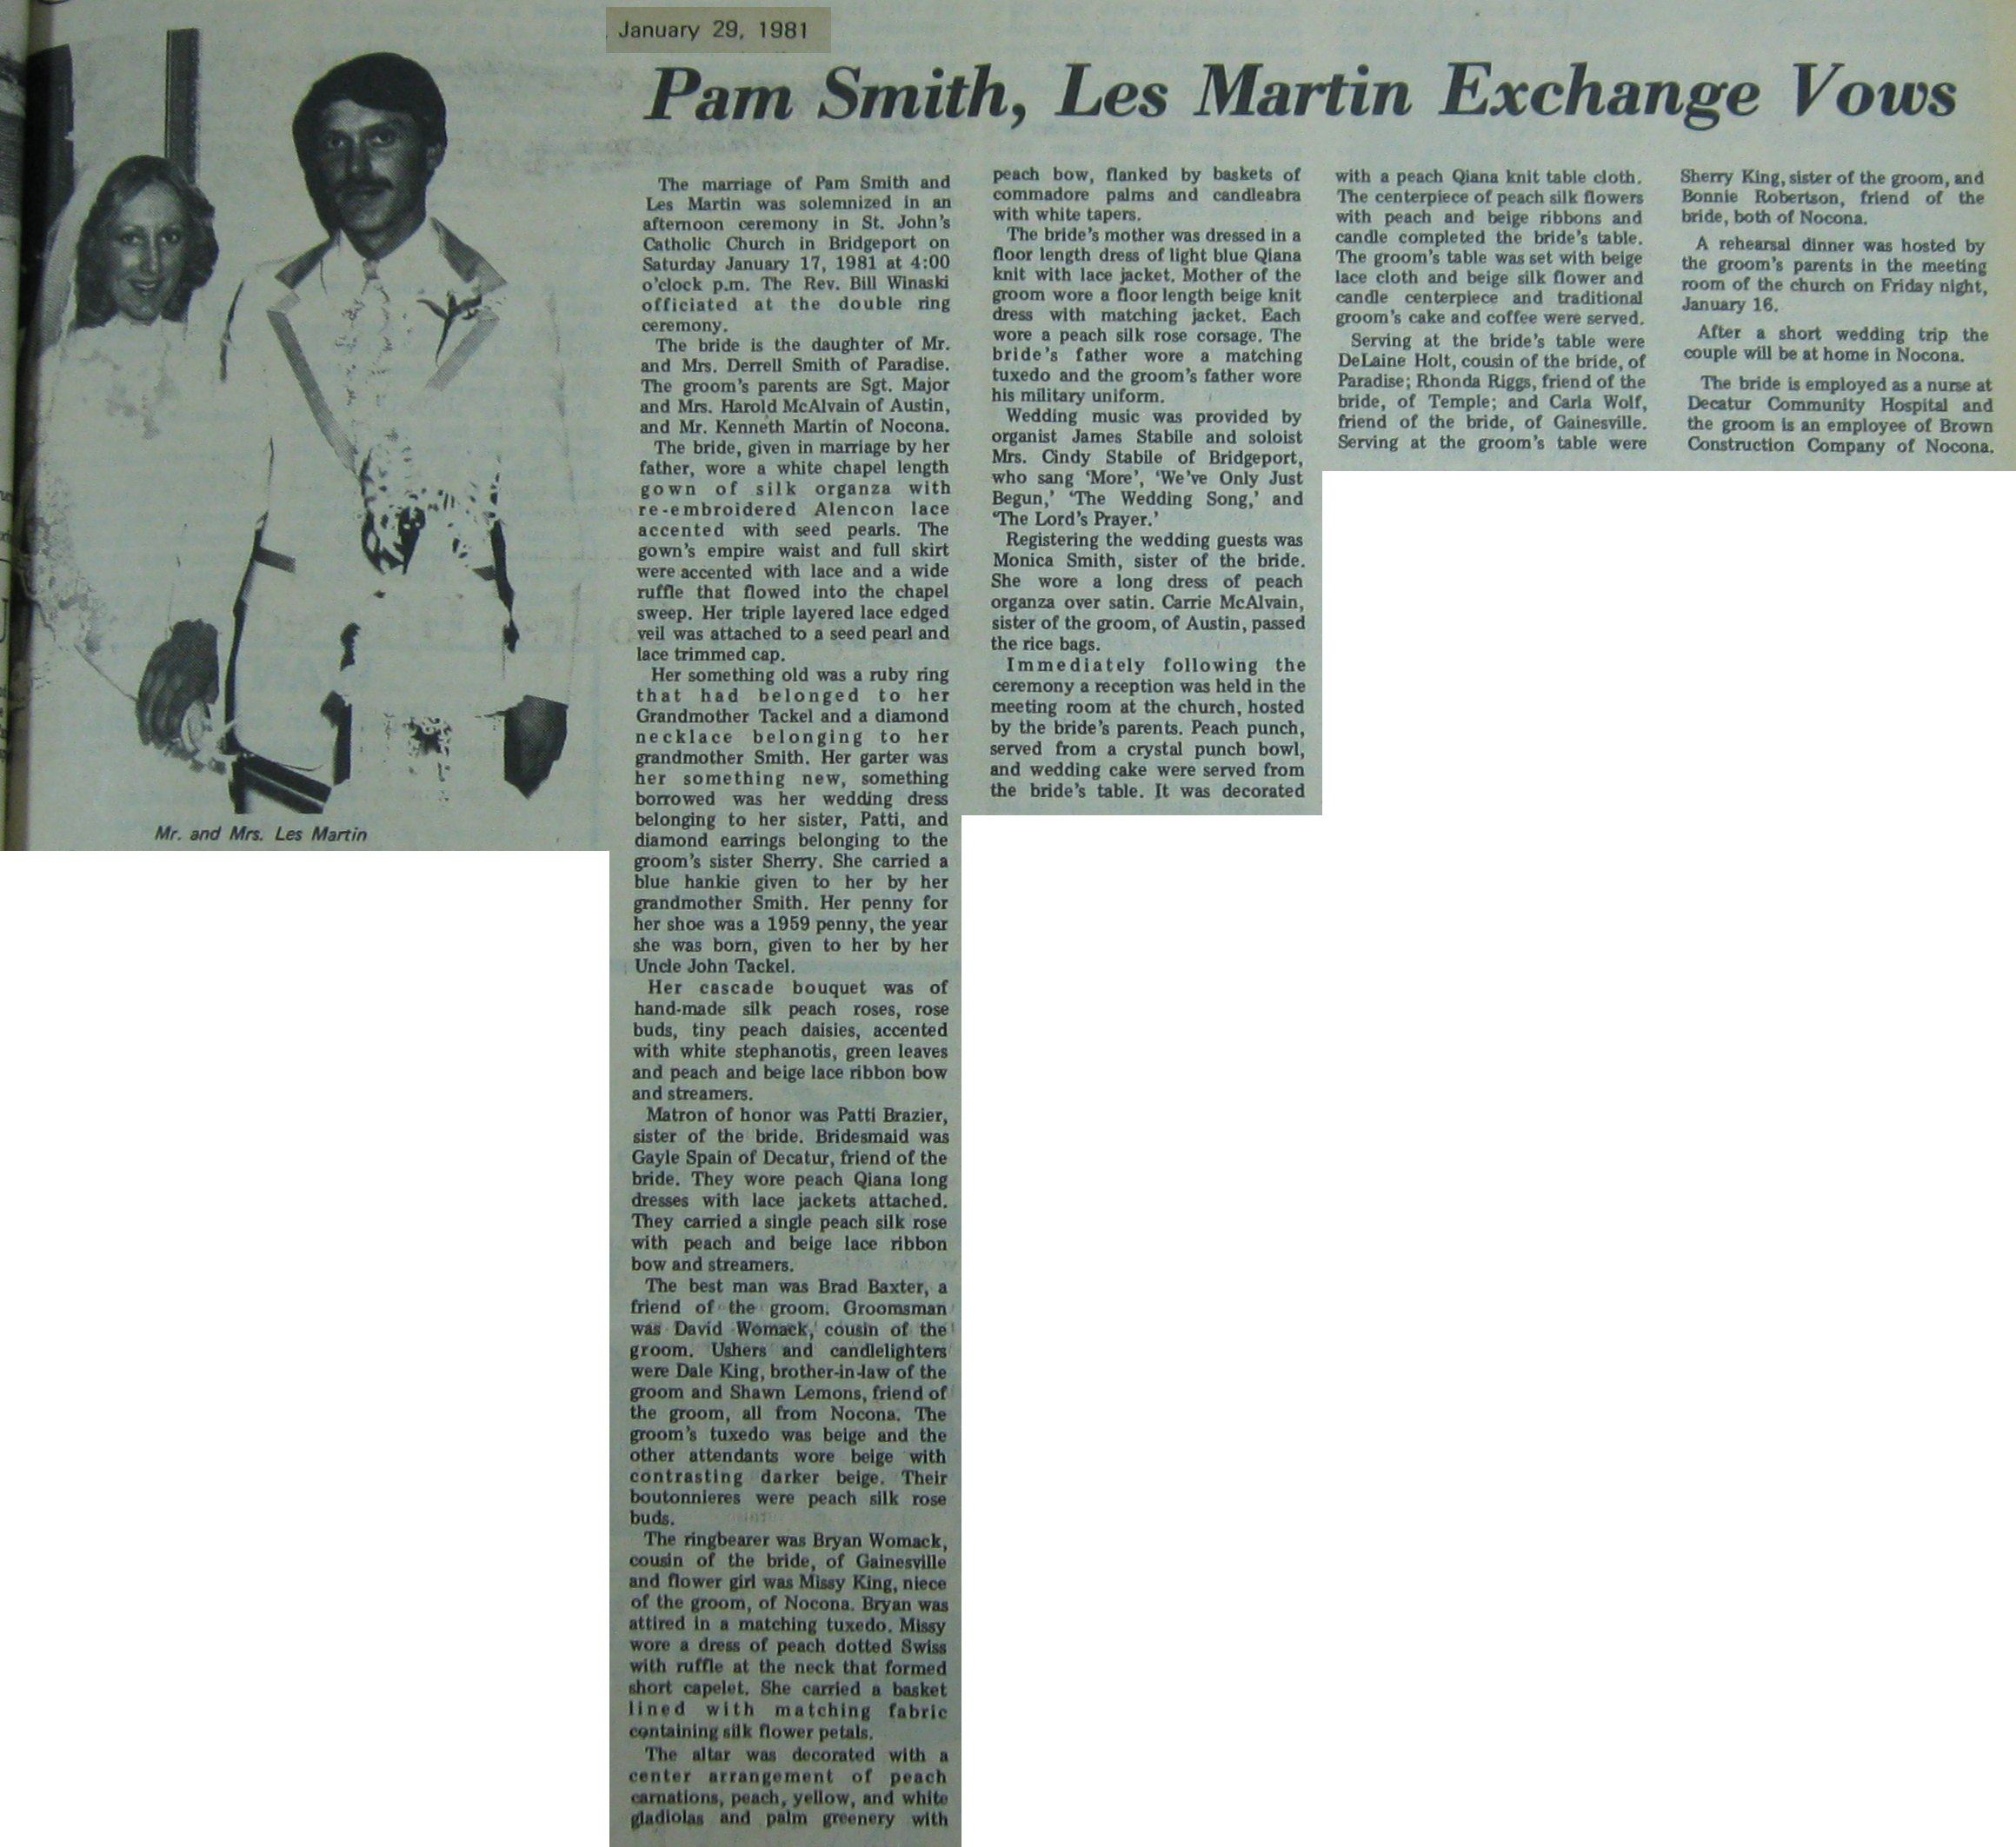 January 29, 1981
Pam Smith, Les Martin Exchange Vows
The marriage of Pam Smith and
Les Martin was solemnized in an
afternoon ceremony in St. John's
Catholic Church in Bridgeport on
Saturday January 17, 1981 at 4:00
o'clock p.m. The Rev. Bill Winaski
officiated at the double ring
ceremony.
The bride is the daughter of Mr.
and Mrs. Derrell Smith of Paradise.
The groom's parents are Sgt. Major
and Mrs. Harold McAlvain of Austin,
and Mr. Kenneth Martin of Nocona.
The bride, given in marriage by her
father, wore a white chapel length
gown of silk organza with
re-embroidered Alencon lace
accented with seed pearls. The
gown's empire waist and full skirt
were accented with lace and a wide
ruffle that flowed into the chapel
sweep. Her triple layered lace edged
veil was attached to a seed pearl and
lace trimmed cap.
Her something old was a ruby ring
that had belonged to her
Grandmother Tackel and a diamond
necklace belonging to her
grandmother Smith. Her garter was
her something new, something
borrowed was her wedding dress
belonging to her sister, Patti, and
diamond earrings belonging to the
groom's sister Sherry. She carried a
blue hankie given to her by her
grandmother Smith. Her penny for
her shoe was a 1959 penny, the year
she was born, given to her by her
Uncle John Tackel.
Her cascade bouquet was of
hand-made silk peach roses, rose
buds, tiny peach daisies, accented
with white stephanotis, green leaves
and peach and beige lace ribbon bow
and streamers.
Matron of honor was Patti Brazier,
sister of the bride. Bridesmaid was
Gayle Spain of Decatur, friend of the
bride. They wore peach Qiana long
dresses with lace jackets attached.
They carried a single peach silk rose
with peach and beige lace ribbon
bow and streamers.
The best man was Brad Baxter, a
friend of the groom. Groomsman
was David Womack, cousin of the
groom. Ushers and candlelighters
were Dale King, brother-in-law of the
groom and Shawn Lemons, friend of
the groom, all from Nocona. The
groom's tuxedo was beige and the
other attendants wore beige with
contrasting darker beige. Their
boutonnieres were peach silk rose
buds.
The ringbearer was Bryan Womack,
cousin of the bride, of Gainesville
and flower girl was Missy King, niece
of the groom, of Nocona. Bryan was
attired in a matching tuxedo. Missy
wore a dress of peach dotted Swiss
with ruffle at the neck that formed
short capelet. She carried a basket
lined with matching fabric
containing silk flower petals.
The altar was decorated with a
center arrangement of peach
carnations, peach, yellow, and white
gladiolas and palm greenery with
peach bow, flanked by baskets of
commadore palms and candleabra
with white tapers.
The bride's mother was dressed in a
floor length dress of light blue Qiana
knit with lace jacket. Mother of the
groom wore a floor length beige knit
dress with matching jacket. Each
wore a peach silk rose corsage. The
bride's father wore a matching
tuxedo and the groom's father wore
his military uniform.
Wedding music was provided by
organist James Stabile and soloist
Mrs. Cindy Stabile of Bridgeport,
who sang 'More', 'We've Only Just
Begun,' 'The Wedding Song,' and
'The Lord's Prayer.'
Registering the wedding guests was
Monica Smith, sister of the bride.
She wore a long dress of peach
organza over satin. Carrie McAlvain,
sister of the groom, of Austin, passed
the rice bags.
Immediately following the
ceremony a reception was held in the
meeting room at the church, hosted
by the bride's parents. Peach punch,
served from a crystal punch bowl,
and wedding cake were served from
the bride's table. It was decorated
with a peach Qiana knit table cloth.
The centerpiece of peach silk flowers
with peach and beige ribbons and
candle completed the bride's table.
The groom's table was set with beige
lace cloth and beige silk flower and
candle centerpiece and traditional
groom's cake and coffee were served.
Serving at the bride's table were
DeLaine Holt, cousin of the bride, of
Paradise; Rhonda Riggs, friend of the
bride, of Temple; and Carla Wolf,
friend of the bride, of Gainesville.
Serving at the groom's table were
Sherry King, sister of the groom, and
Bonnie Robertson, friend of the
bride, both of Nocona.
A rehearsal dinner was hosted by
the groom's parents in the meeting
room of the church on Friday night,
January 16.
After a short wedding trip the
couple will be at home in Nocona.
The bride is employed as a nurse at
Decatur Community Hospital and
the groom is an employee of Brown
Construction Company of Nocona.
Mr. and Mrs. Les Martin